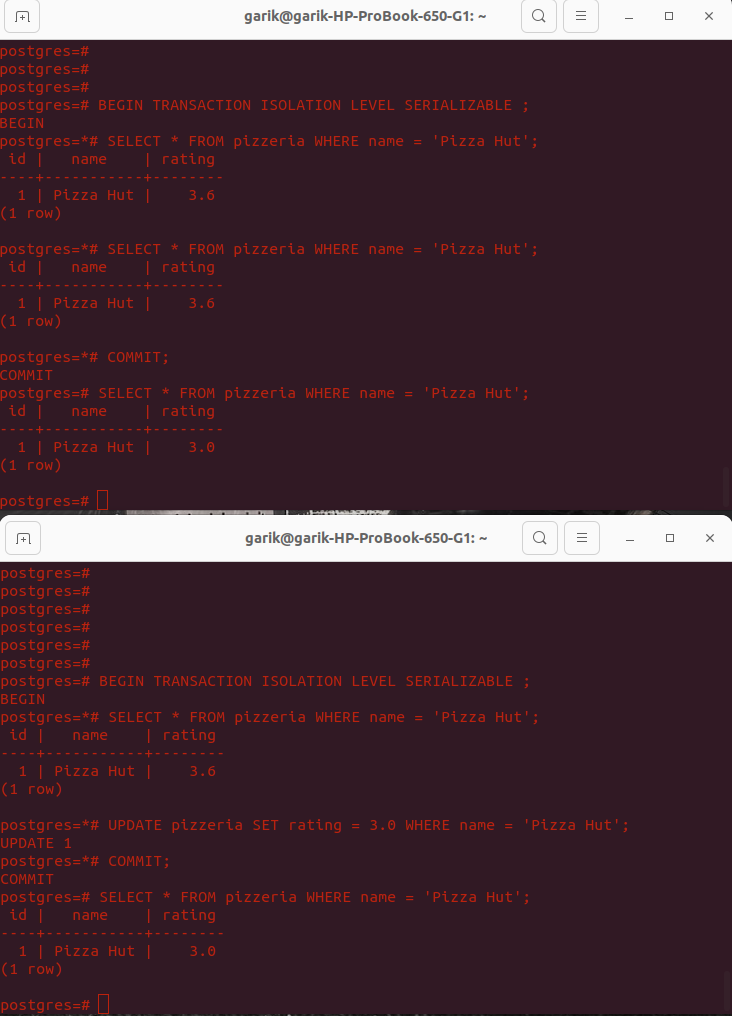 garik@garik-HP-ProBook-650-G1: ~
postgres=#
postgres=#
postgres=#
postgres=# BEGIN TRANSACTION ISOLATION LEVEL SERIALIZABLE ;
BEGIN
postgres=*# SELECT * FROM pizzeria WHERE name = 'Pizza Hut';
 id |   name    | rating
----+-----------+--------
  1 | Pizza Hut |    3.6
(1 row)

postgres=*# SELECT * FROM pizzeria WHERE name = 'Pizza Hut';
 id |   name    | rating
----+-----------+--------
  1 | Pizza Hut |    3.6
(1 row)

postgres=*# COMMIT;
COMMIT
postgres=# SELECT * FROM pizzeria WHERE name = 'Pizza Hut';
 id |   name    | rating
----+-----------+--------
  1 | Pizza Hut |    3.0
(1 row)

postgres=#
garik@garik-HP-ProBook-650-G1: ~
postgres=#
postgres=#
postgres=#
postgres=#
postgres=#
postgres=#
postgres=# BEGIN TRANSACTION ISOLATION LEVEL SERIALIZABLE ;
BEGIN
postgres=*# SELECT * FROM pizzeria WHERE name = 'Pizza Hut';
 id |   name    | rating
----+-----------+--------
  1 | Pizza Hut |    3.6
(1 row)

postgres=*# UPDATE pizzeria SET rating = 3.0 WHERE name = 'Pizza Hut';
UPDATE 1
postgres=*# COMMIT;
COMMIT
postgres=# SELECT * FROM pizzeria WHERE name = 'Pizza Hut';
 id |   name    | rating
----+-----------+--------
  1 | Pizza Hut |    3.0
(1 row)

postgres=#